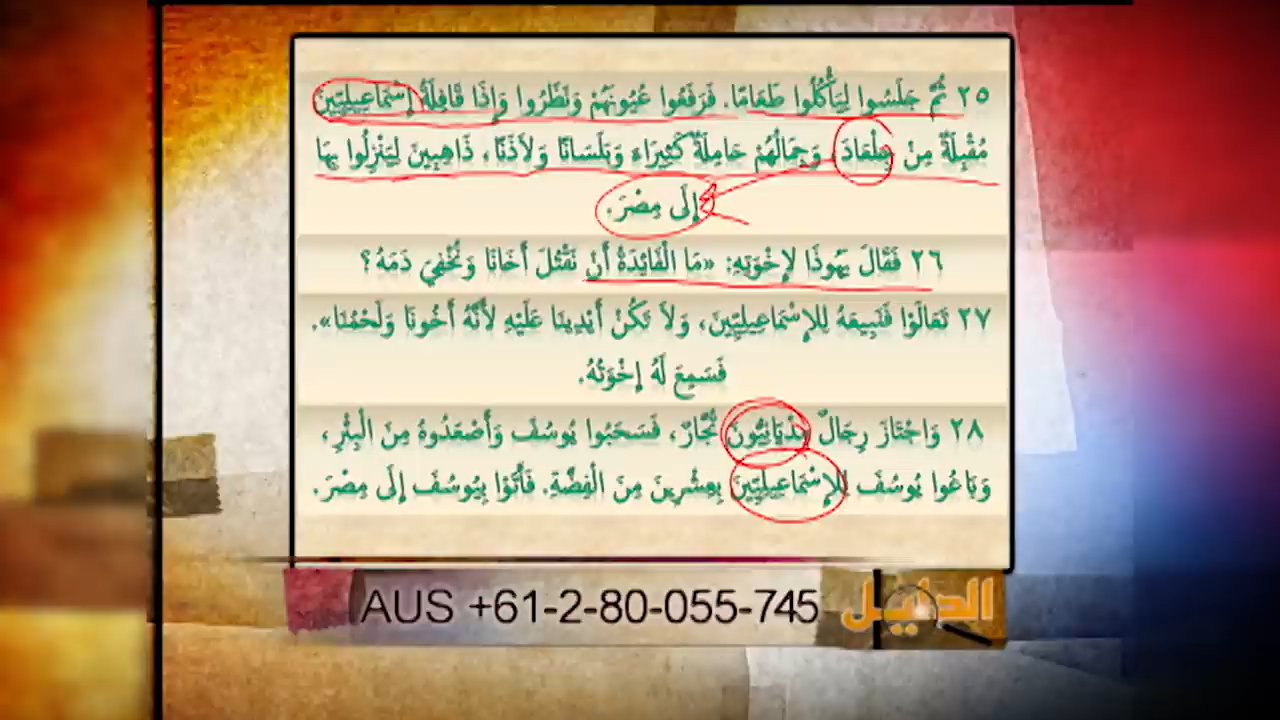 ٢٥ ثُمَّ جَلَسُوا لِيَأْكُلُوا طَعَامًا. فَرَفَعُوا عُيُونَهُمْ وَنَظَرُوا وَإِذَا قَافِلَةُ إِسْمَاعِيلِيِّينَ
مُقْبِلَةٌ مِنْ جِلْعَادَ، وَجِمَالُهُمْ حَامِلَةٌ كَثِيرَاءَ وَبَلَسَانًا وَلاَذَنًا، ذَاهِبِينَ لِيَنْزِلُوا بِهَا
إِلَى مِصْرَ.
٢٦ فَقَالَ يَهُوذَا لإِخْوَتِهِ: «مَا الْفَائِدَةُ أَنْ نَقْتُلَ أَخَانَا وَنُخْفِيَ دَمَهُ؟
٢٧ تَعَالَوْا فَنَبِيعَهُ لِلإِسْمَاعِيلِيِّينَ، وَلاَ تَكُنْ أَيْدِينَا عَلَيْهِ لأَنَّهُ أَخُونَا وَلَحْمُنَا».
فَسَمِعَ لَهُ إِخْوَتُهُ.
٢٨ وَاجْتَازَ رِجَالٌ مِدْيَانِيُّونَ تُجَّارٌ، فَسَحَبُوا يُوسُفَ وَأَصْعَدُوهُ مِنَ الْبِئْرِ،
وَبَاعُوا يُوسُفَ لِلإِسْمَاعِيلِيِّينَ بِعِشْرِينَ مِنَ الْفِضَّةِ. فَأَتَوْا بِيُوسُفَ إِلَى مِصْرَ.
AUS +61-2-80-055-745
الدليل